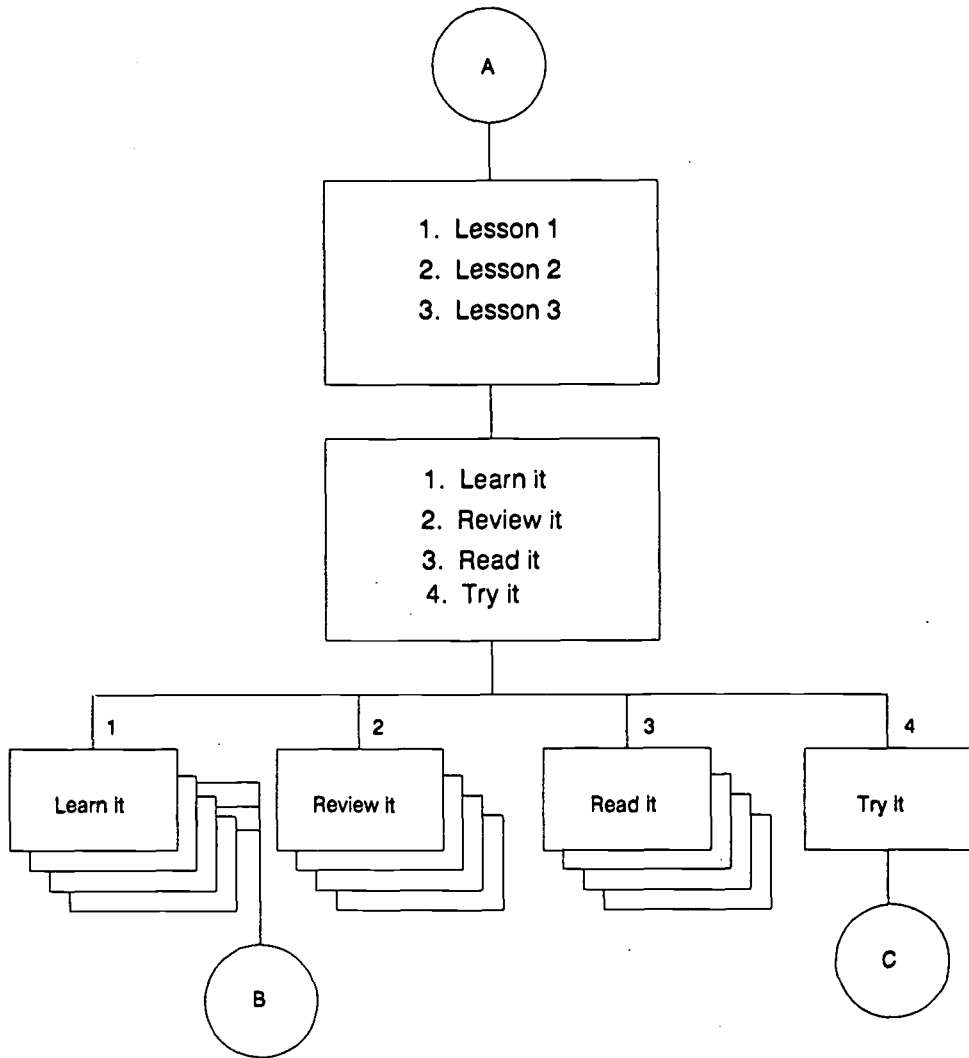 A
1. Lesson 1
2. Lesson 2
3. Lesson 3
1. Learn it
2. Review it
3. Read it
4. Try it
1
2
3
4
Learn it
Review it
Read it
Try it
B
C